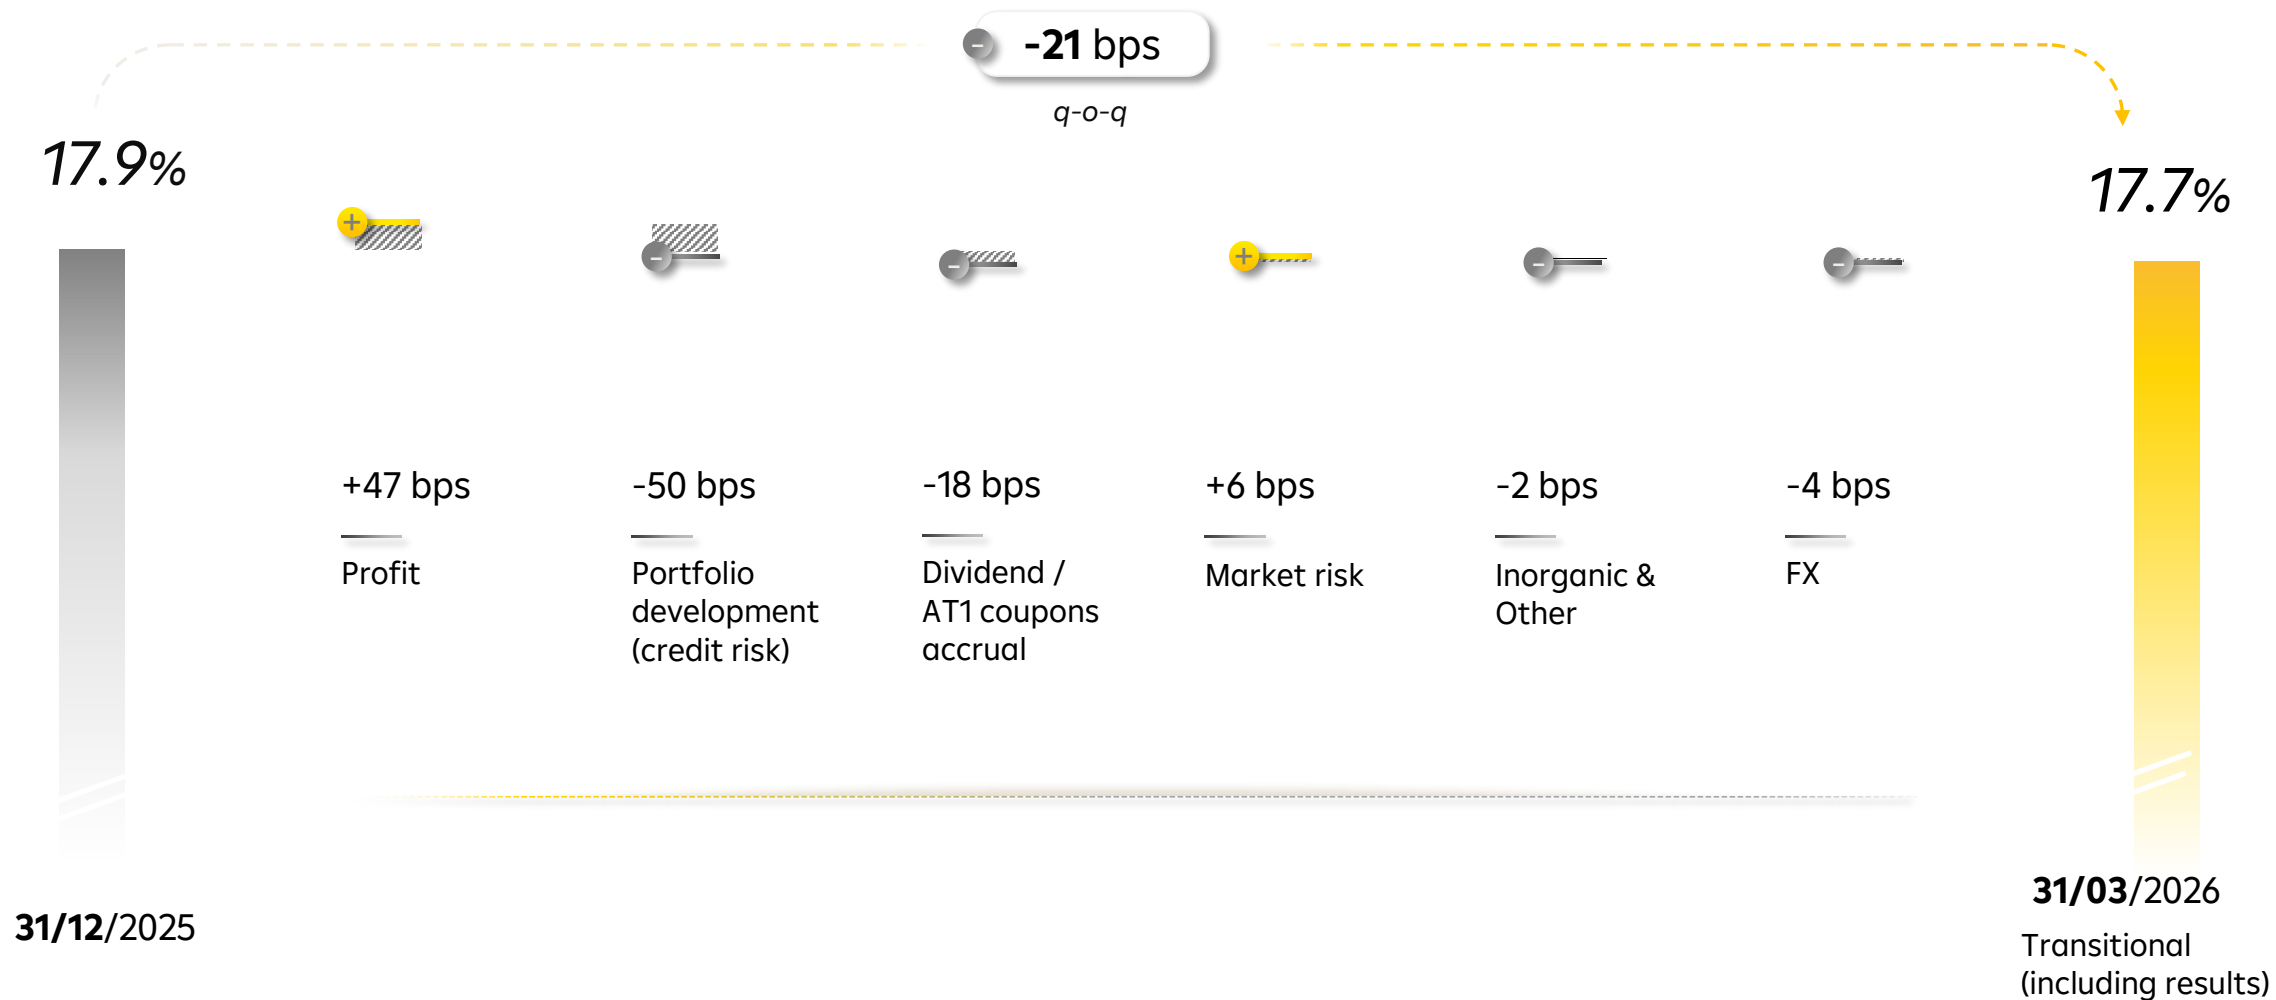 -21 bps
q-o-q
17.9%
17.7%
+47 bps
Profit
-50 bps
Portfolio
development
(credit risk)
-18 bps
Dividend /
AT1 coupons
accrual
+6 bps
Market risk
-2 bps
Inorganic &
Other
-4 bps
FX
31/12/2025
31/03/2026
Transitional
(including results)